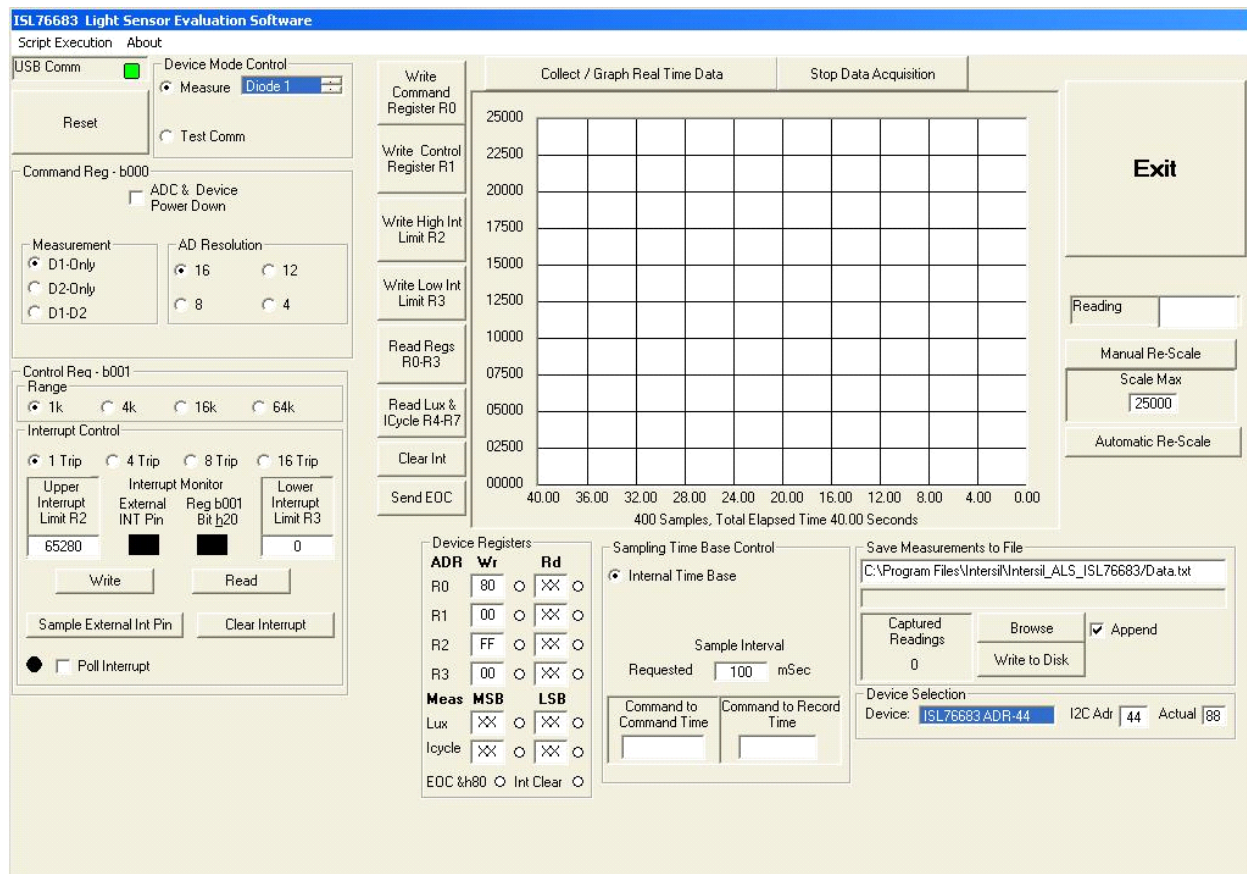 ISL76683 Light Sensor Evaluation Software
Script Execution About
USB Comm
Reset
Device Mode Control
Measure Diode 1
Test Comm
Command Reg - b000
ADC & Device
Power Down
Measurement
D1-Only
D2-Only
D1-D2
AD Resolution
16 12
8 4
Control Reg - b001
Range
1k 4k 16k 64k
Interrupt Control
1 Trip 4 Trip 8 Trip 16 Trip
Upper
Interrupt
Limit R2
65280
Interrupt Monitor
External
INT Pin
Reg b001
Bit h20
Lower
Interrupt
Limit R3
0
Write Read
Sample External Int Pin Clear Interrupt
Poll Interrupt
Write
Command
Register R0
Write Control
Register R1
Write High Int
Limit R2
Write Low Int
Limit R3
Read Regs
R0-R3
Read Lux &
ICycle R4-R7
Clear Int
Send EOC
Collect / Graph Real Time Data Stop Data Acquisition
25000
22500
20000
17500
15000
12500
10000
07500
05000
02500
00000
40.00 36.00 32.00 28.00 24.00 20.00 16.00 12.00 8.00 4.00 0.00
400 Samples, Total Elapsed Time 40.00 Seconds
Exit
Reading
Manual Re-Scale
Scale Max
25000
Automatic Re-Scale
Device Registers
ADR Wr Rd
R0 80 XX
R1 00 XX
R2 FF XX
R3 00 XX
Meas MSB LSB
Lux XX XX
Icycle XX XX
EOC &h80 Int Clear
Sampling Time Base Control
Internal Time Base
Sample Interval
Requested 100 mSec
Command to
Command Time
Command to Record
Time
Save Measurements to File
C:\Program Files\Intersil\Intersil_ALS_ISL76683/Data.txt
Captured
Readings
0
Browse
Write to Disk
Append
Device Selection
Device: ISL76683 ADR-44 I2C Adr 44 Actual 88